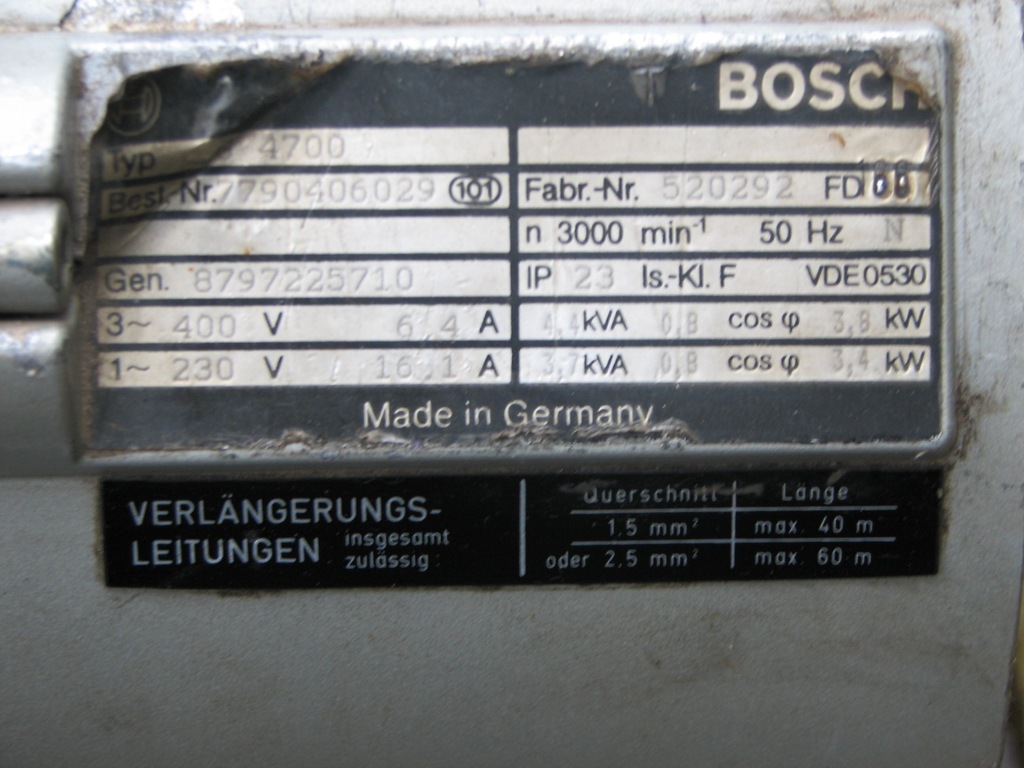 BOSCH
Typ 4700
Best.-Nr. 7790406029 (101) Fabr.-Nr. 520292 FD
n 3000 min⁻¹ 50 Hz N
Gen. 8797225710 IP 23 Is.-Kl. F VDE 0530
3~ 400 V 6,4 A 4,4 kVA 0,8 cos φ 3,8 kW
1~ 230 V 16,1 A 3,7 kVA 0,8 cos φ 3,4 kW
Made in Germany
VERLÄNGERUNGS-
LEITUNGEN insgesamt zulässig:
Querschnitt Länge
1,5 mm² max. 40 m
oder 2,5 mm² max. 60 m